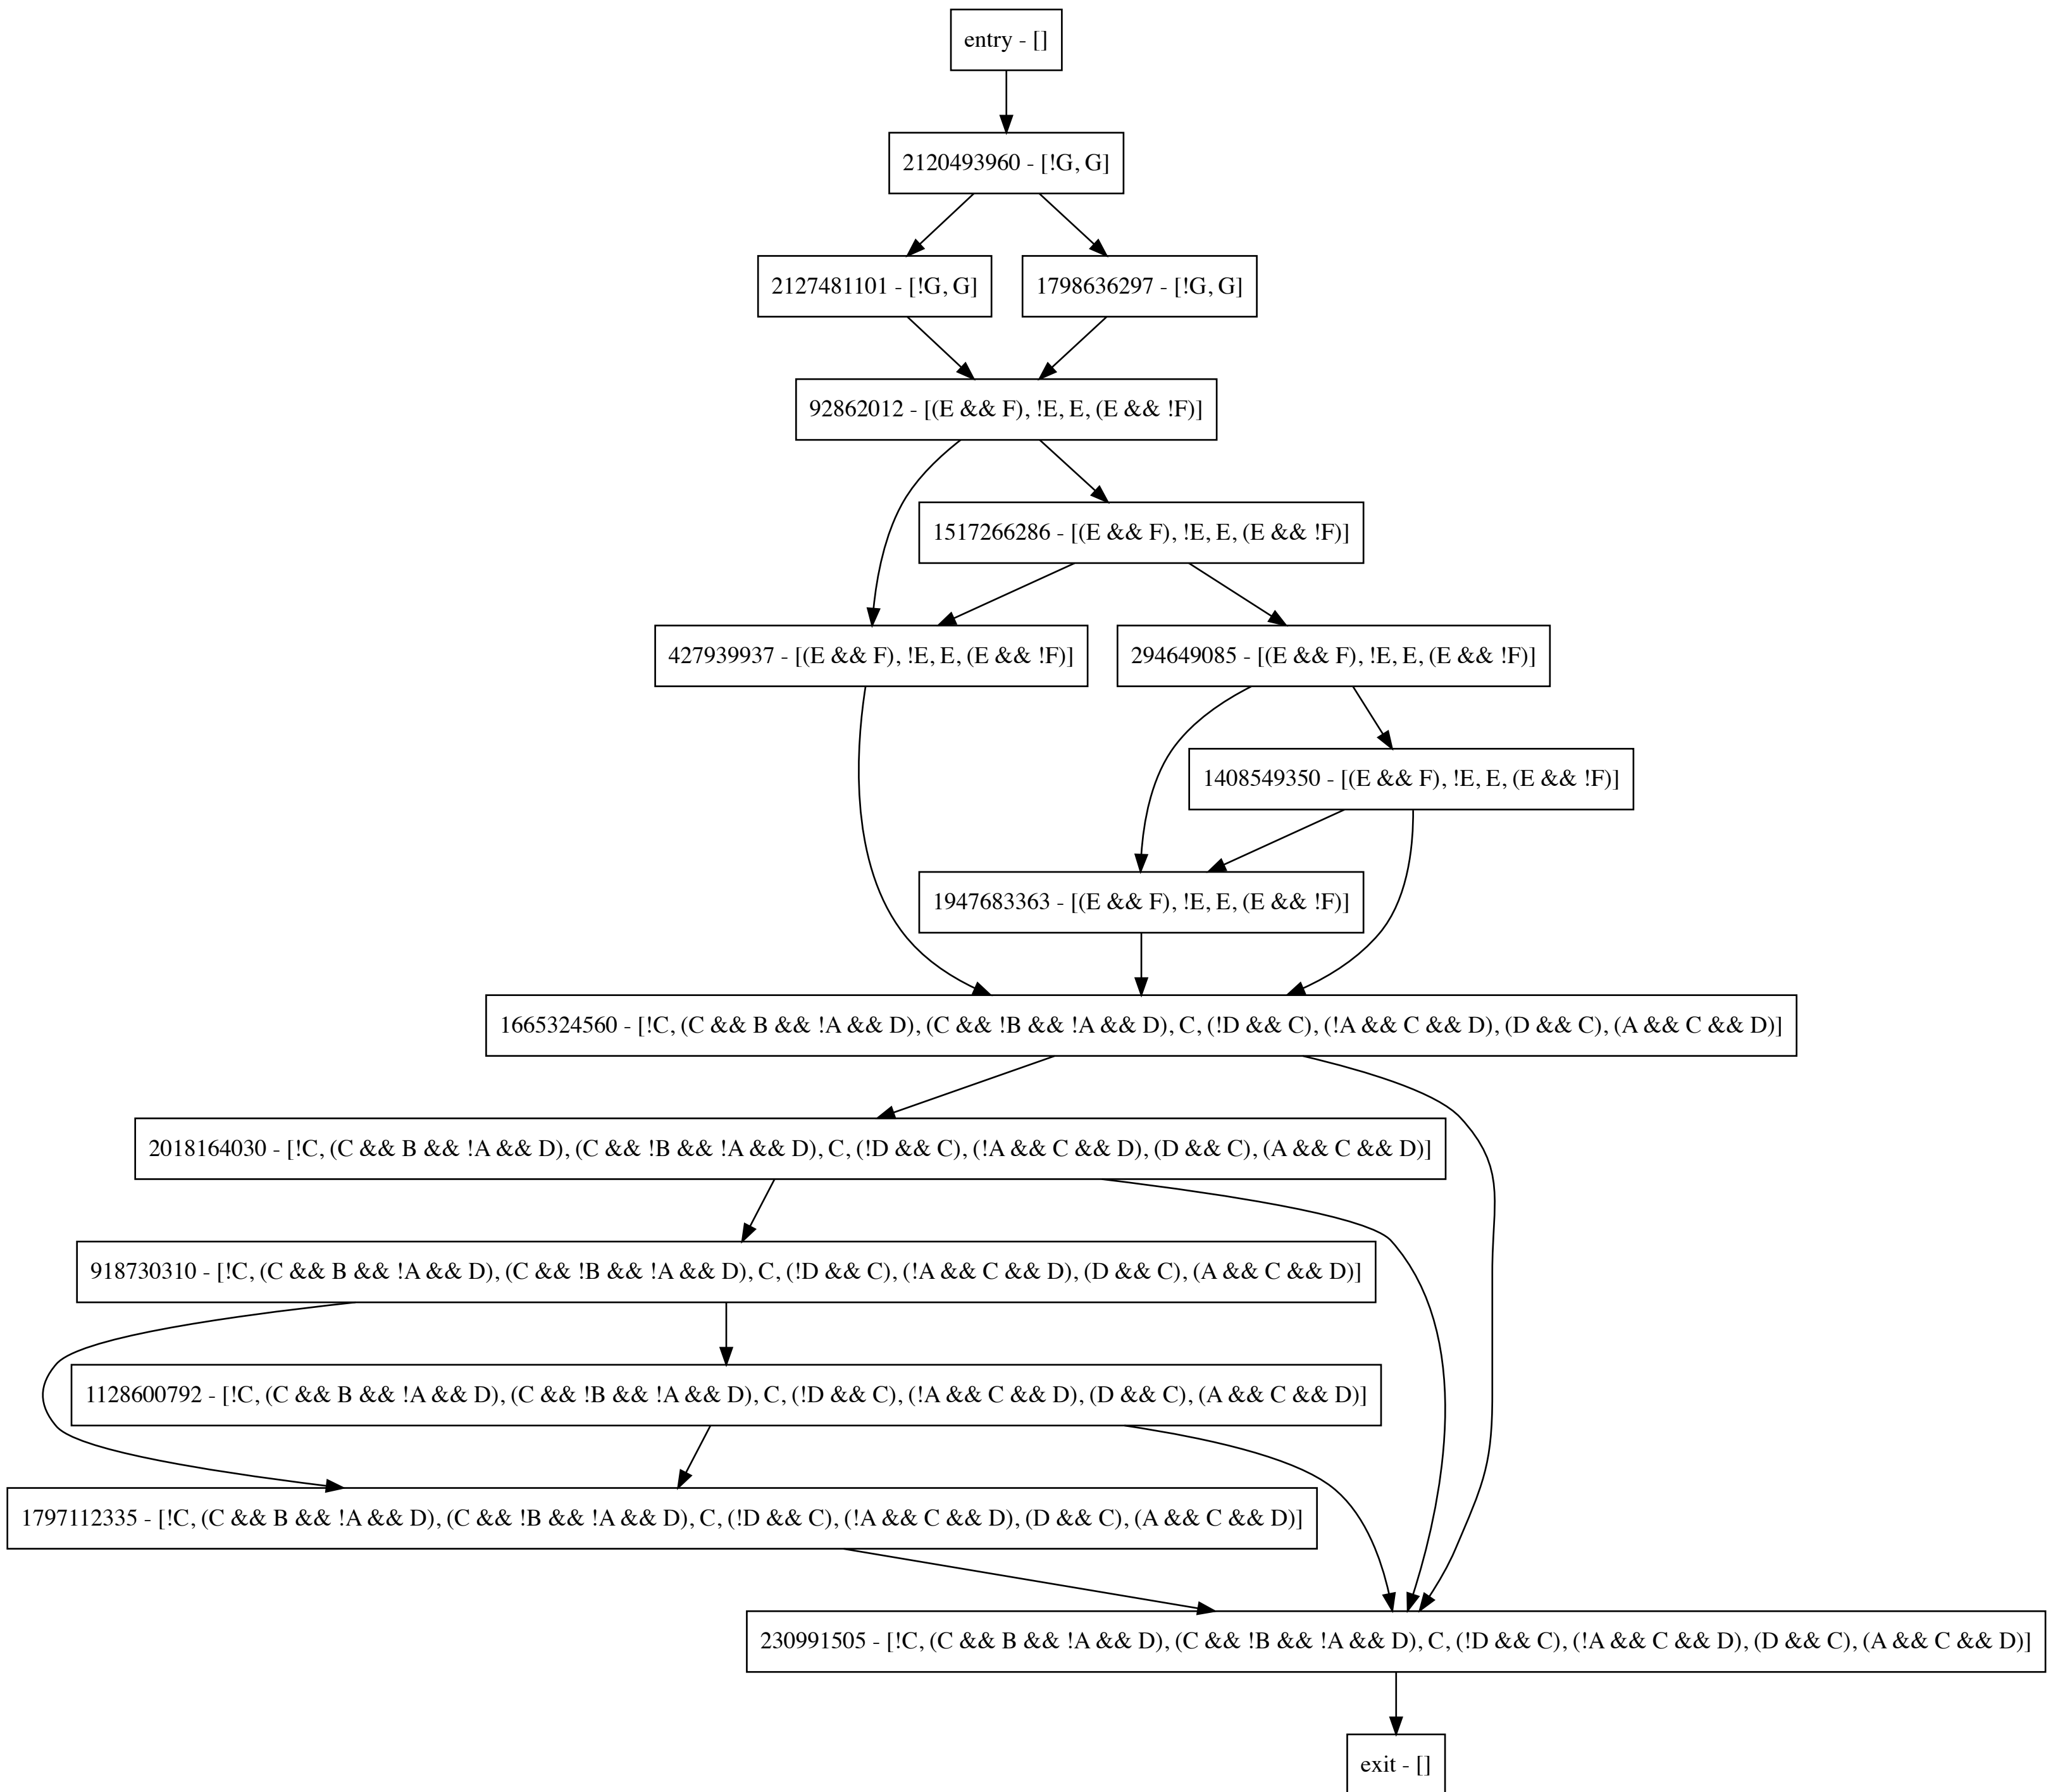 entry - []
2120493960 - [!G, G]
2127481101 - [!G, G]
1798636297 - [!G, G]
92862012 - [(E && F), !E, E, (E && !F)]
1517266286 - [(E && F), !E, E, (E && !F)]
427939937 - [(E && F), !E, E, (E && !F)]
294649085 - [(E && F), !E, E, (E && !F)]
1408549350 - [(E && F), !E, E, (E && !F)]
1947683363 - [(E && F), !E, E, (E && !F)]
1665324560 - [!C, (C && B && !A && D), (C && !B && !A && D), C, (!D && C), (!A && C && D), (D && C), (A && C && D)]
2018164030 - [!C, (C && B && !A && D), (C && !B && !A && D), C, (!D && C), (!A && C && D), (D && C), (A && C && D)]
918730310 - [!C, (C && B && !A && D), (C && !B && !A && D), C, (!D && C), (!A && C && D), (D && C), (A && C && D)]
1128600792 - [!C, (C && B && !A && D), (C && !B && !A && D), C, (!D && C), (!A && C && D), (D && C), (A && C && D)]
1797112335 - [!C, (C && B && !A && D), (C && !B && !A && D), C, (!D && C), (!A && C && D), (D && C), (A && C && D)]
230991505 - [!C, (C && B && !A && D), (C && !B && !A && D), C, (!D && C), (!A && C && D), (D && C), (A && C && D)]
exit - []